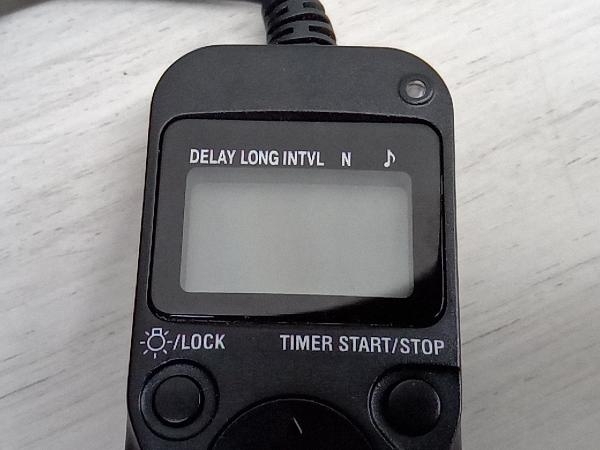 DELAY LONG INTVL N ♪
/LOCK TIMER START/STOP